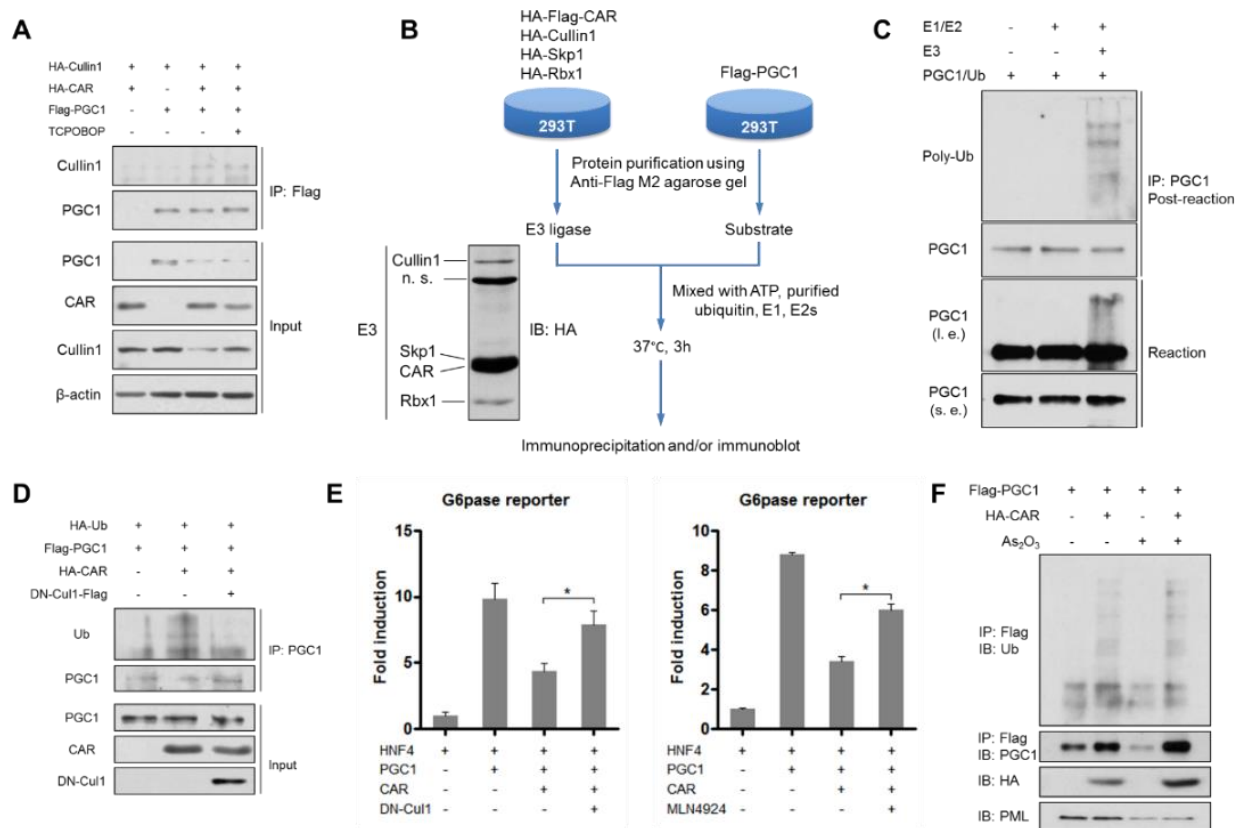 A
HA-Cullin1 + + + +
HA-CAR + - + +
Flag-PGC1 - + + +
TCPOBOP - - - +
Cullin1
PGC1
IP: Flag
PGC1
CAR
Cullin1
β-actin
Input
B
HA-Flag-CAR
HA-Cullin1
HA-Skp1
HA-Rbx1
Flag-PGC1
293T
293T
Protein purification using
Anti-Flag M2 agarose gel
E3 ligase
Substrate
Cullin1
n. s.
E3
IB: HA
Skp1
CAR
Rbx1
Mixed with ATP, purified
ubiquitin, E1, E2s
37℃, 3h
Immunoprecipitation and/or immunoblot
C
E1/E2 - + +
E3 - - +
PGC1/Ub + + +
Poly-Ub
PGC1
IP: PGC1
Post-reaction
PGC1
(l. e.)
PGC1
(s. e.)
Reaction
D
HA-Ub + + +
Flag-PGC1 + + +
HA-CAR - + +
DN-Cul1-Flag - - +
Ub
PGC1
IP: PGC1
PGC1
CAR
DN-Cul1
Input
E
G6pase reporter
Fold induction
15
10
5
0
*
HNF4 + + + +
PGC1 - + + +
CAR - - + +
DN-Cul1 - - - +
G6pase reporter
Fold induction
10
8
6
4
2
0
*
HNF4 + + + +
PGC1 - + + +
CAR - - + +
MLN4924 - - - +
F
Flag-PGC1 + + + +
HA-CAR - + - +
As₂O₃ - - + +
IP: Flag
IB: Ub
IP: Flag
IB: PGC1
IB: HA
IB: PML